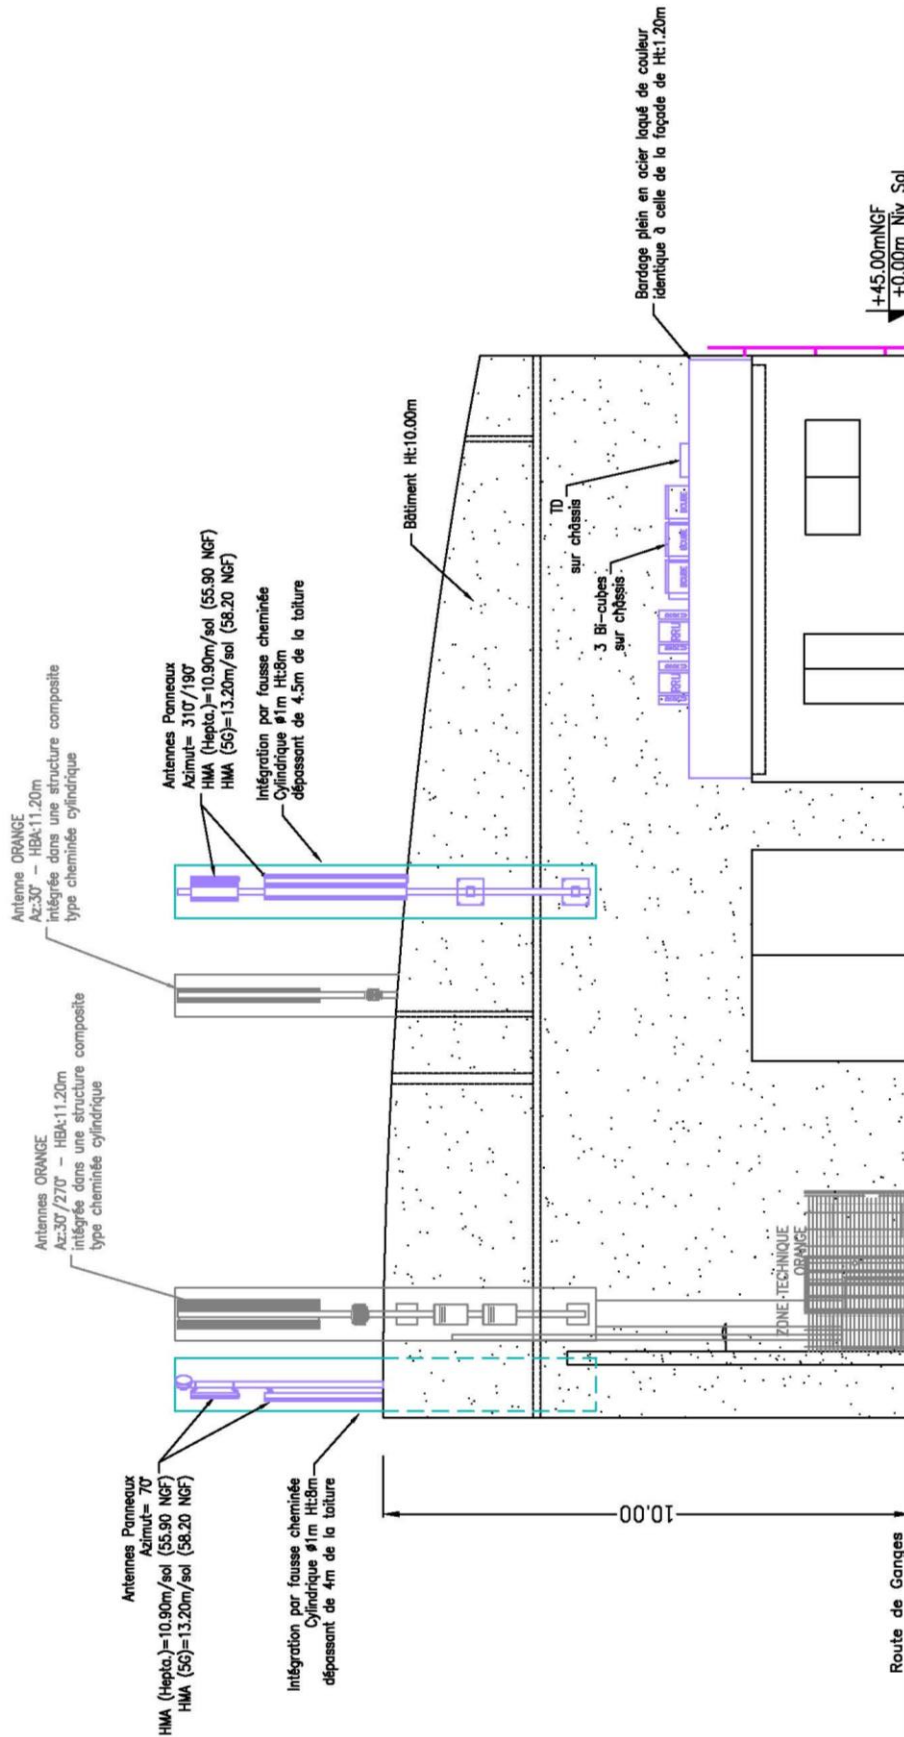 Antennes ORANGE
Az:30°/270° – HBA:11.20m
intégrée dans une structure composite
type cheminée cylindrique
Antenne ORANGE
Az:30° – HBA:11.20m
intégrée dans une structure composite
type cheminée cylindrique
Antennes Panneaux
Azimut= 70°
HMA (Hepta.)=10.90m/sol (55.90 NGF)
HMA (5G)=13.20m/sol (58.20 NGF)
Intégration par fausse cheminée
Cylindrique ø1m Ht:8m
dépassant de 4m de la toiture
Antennes Panneaux
Azimut= 310°/190°
HMA (Hepta.)=10.90m/sol (55.90 NGF)
HMA (5G)=13.20m/sol (58.20 NGF)
Intégration par fausse cheminée
Cylindrique ø1m Ht:8m
dépassant de 4.5m de la toiture
Bâtiment Ht:10.00m
TD
sur châssis
3 Bi-cubes
sur châssis
RRU
RRU
Bardage plein en acier laqué de couleur
identique à celle de la façade de Ht:1.20m
10.00
ZONE TECHNIQUE
ORANGE
+45.00mNGF
+0.00m Niv Sol
Route de Ganges